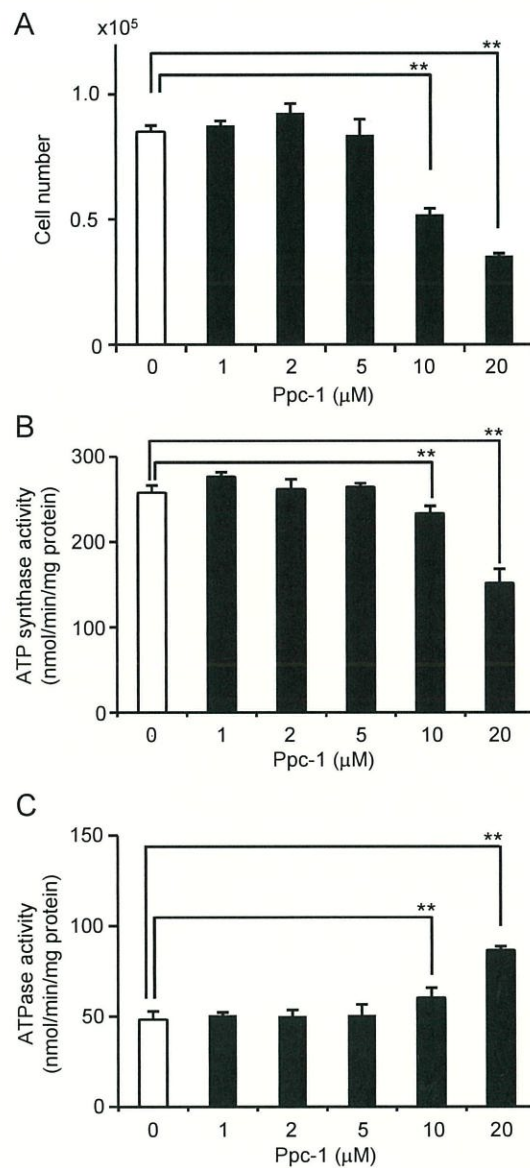 A
x10⁵
**
**
1.0
0.5
0
Cell number
0 1 2 5 10 20
Ppc-1 (μM)
B
**
**
300
200
100
0
ATP synthase activity
(nmol/min/mg protein)
0 1 2 5 10 20
Ppc-1 (μM)
C
150
**
**
100
50
0
ATPase activity
(nmol/min/mg protein)
0 1 2 5 10 20
Ppc-1 (μM)